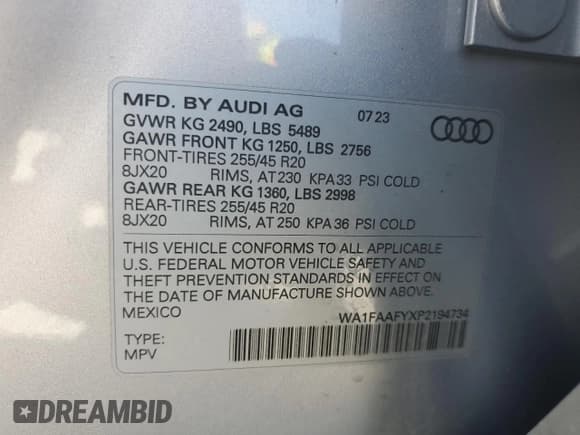 MFD. BY AUDI AG 07 23
GVWR KG 2490, LBS 5489
GAWR FRONT KG 1250, LBS 2756
FRONT-TIRES 255/45 R20
8JX20 RIMS, AT 230 KPA 33 PSI COLD
GAWR REAR KG 1360, LBS 2998
REAR-TIRES 255/45 R20
8JX20 RIMS, AT 250 KPA 36 PSI COLD
THIS VEHICLE CONFORMS TO ALL APPLICABLE
U.S. FEDERAL MOTOR VEHICLE SAFETY AND
THEFT PREVENTION STANDARDS IN EFFECT ON
THE DATE OF MANUFACTURE SHOWN ABOVE.
MEXICO WA1FAAFYXP2194734
TYPE:
MPV
DREAMBID